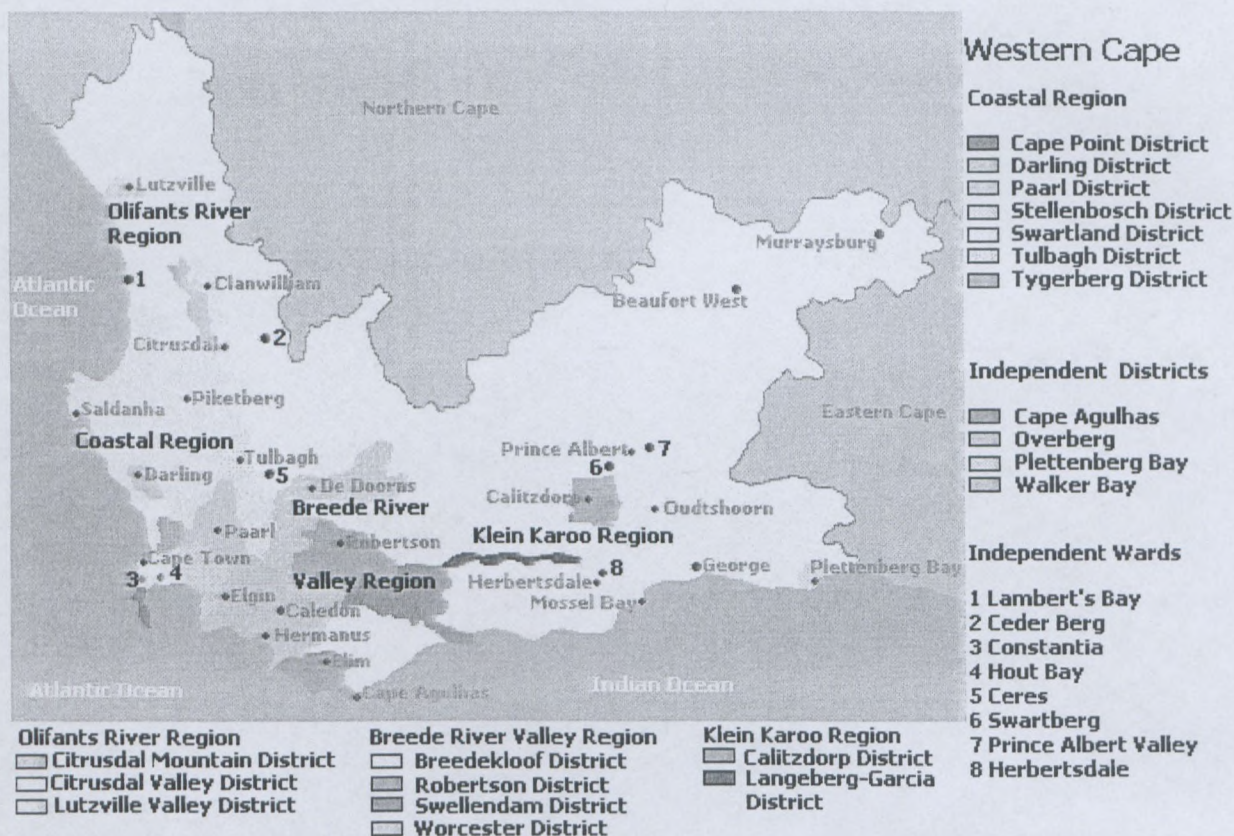 Western Cape
Coastal Region
Cape Point District
Darling District
Paarl District
Stellenbosch District
Swartland District
Tulbagh District
Tygerberg District
Independent Districts
Cape Agulhas
Overberg
Plettenberg Bay
Walker Bay
Independent Wards
1 Lambert's Bay
2 Ceder Berg
3 Constantia
4 Hout Bay
5 Ceres
6 Swartberg
7 Prince Albert Valley
8 Herbertsdale
Northern Cape
Lutzville
Olifants River
Region
Murraysburg
Atlantic
Ocean
1
Clanwilliam
Beaufort West
Citrusdal
2
Piketberg
Saldanha
Eastern Cape
Coastal Region
Tulbagh
Prince Albert
7
6
Darling
5
De Doorns
Calitzdorp
Breede River
Oudtshoorn
Paarl
Robertson
Klein Karoo Region
Cape Town
3
4
Valley Region
Herbertsdale
8
George
Plettenberg Bay
Elgin
Caledon
Mossel Bay
Hermanus
Elim
Atlantic Ocean
Cape Agulhas
Indian Ocean
Olifants River Region
Citrusdal Mountain District
Citrusdal Valley District
Lutzville Valley District
Breede River Valley Region
Breedekloof District
Robertson District
Swellendam District
Worcester District
Klein Karoo Region
Calitzdorp District
Langeberg-Garcia
District